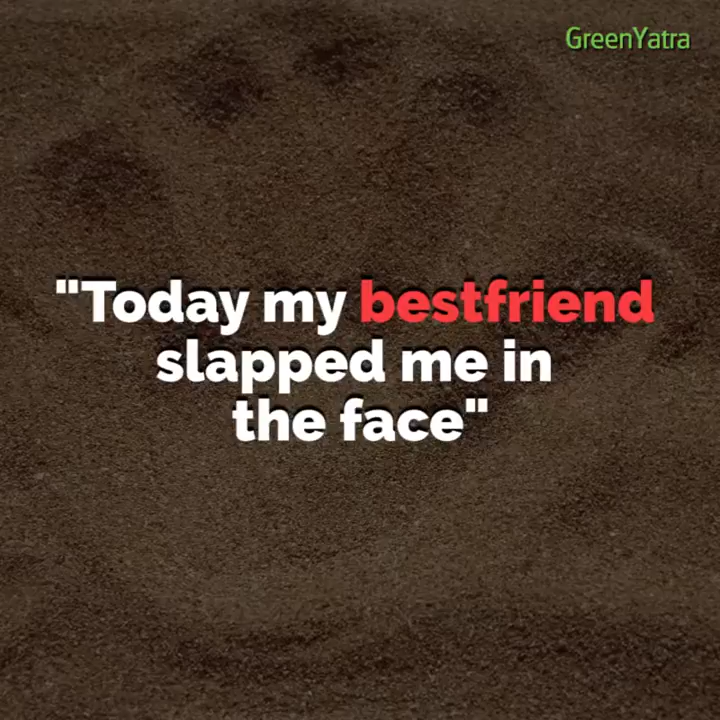 GreenYatra
"Today my bestfriend
slapped me in
the face"